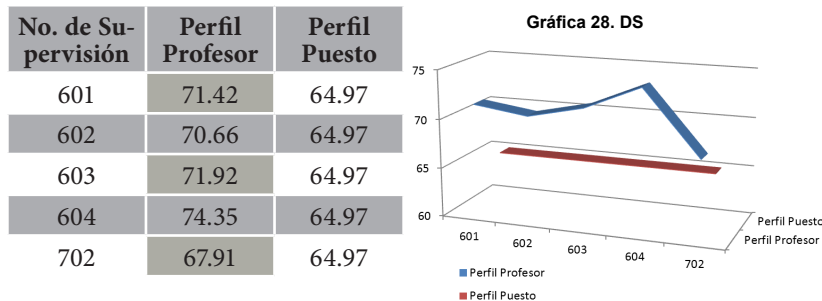 No. de Su-
pervisión
Perfil
Profesor
Perfil
Puesto
601 71.42 64.97
602 70.66 64.97
603 71.92 64.97
604 74.35 64.97
702 67.91 64.97
Gráfica 28. DS
75
70
65
60
601 602 603 604 702
Perfil Puesto
Perfil Profesor
Perfil Profesor
Perfil Puesto